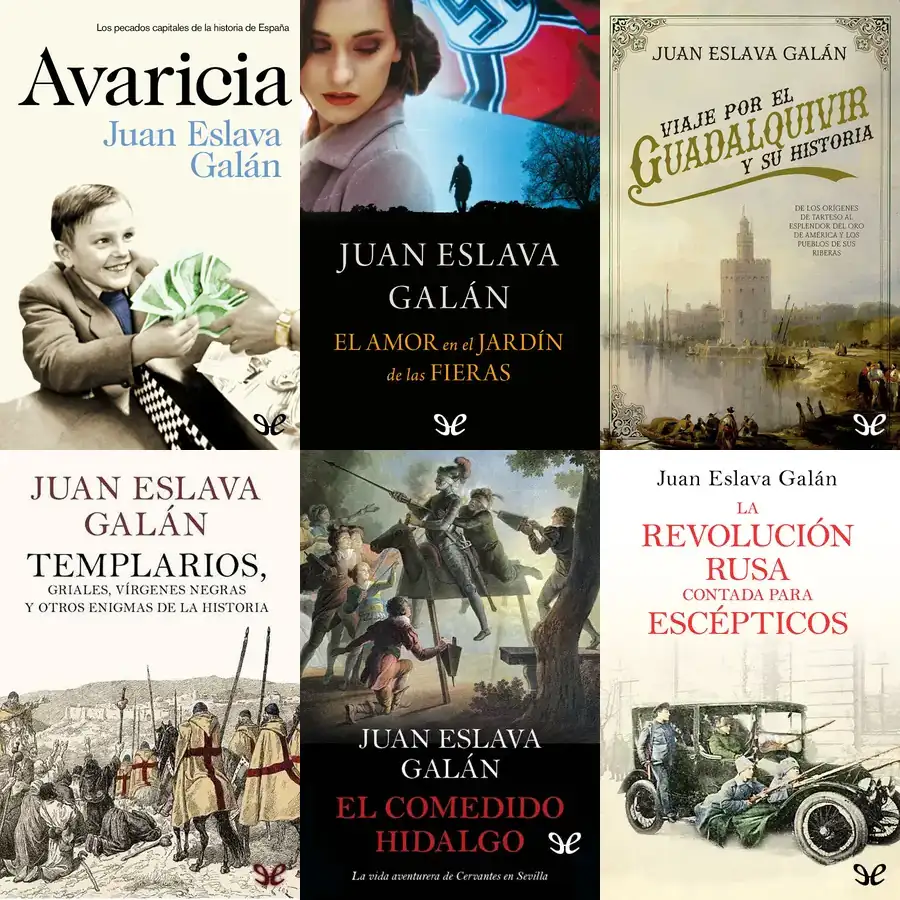 Los pecados capitales de la historia de España
Avaricia
Juan Eslava
Galán
JUAN ESLAVA
GALÁN
EL AMOR en el JARDÍN
de las FIERAS
JUAN ESLAVA GALÁN
VIAJE POR EL
GUADALQUIVIR
Y SU HISTORIA
DE LOS ORÍGENES
DE TARTESO AL
ESPLENDOR DEL ORO
DE AMÉRICA Y LOS
PUEBLOS DE SUS
RIBERAS
JUAN ESLAVA
GALÁN
TEMPLARIOS,
GRIALES, VÍRGENES NEGRAS
Y OTROS ENIGMAS DE LA HISTORIA
JUAN ESLAVA
GALÁN
EL COMEDIDO
HIDALGO
La vida aventurera de Cervantes en Sevilla
Juan Eslava Galán
LA
REVOLUCIÓN
RUSA
CONTADA PARA
ESCÉPTICOS